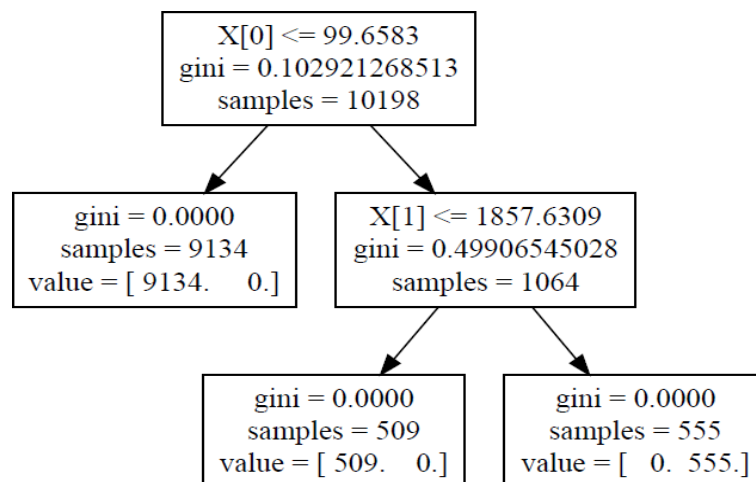 X[0] <= 99.6583
gini = 0.102921268513
samples = 10198
gini = 0.0000
samples = 9134
value = [ 9134.     0.]
X[1] <= 1857.6309
gini = 0.49906545028
samples = 1064
gini = 0.0000
samples = 509
value = [ 509.     0.]
gini = 0.0000
samples = 555
value = [   0.  555.]